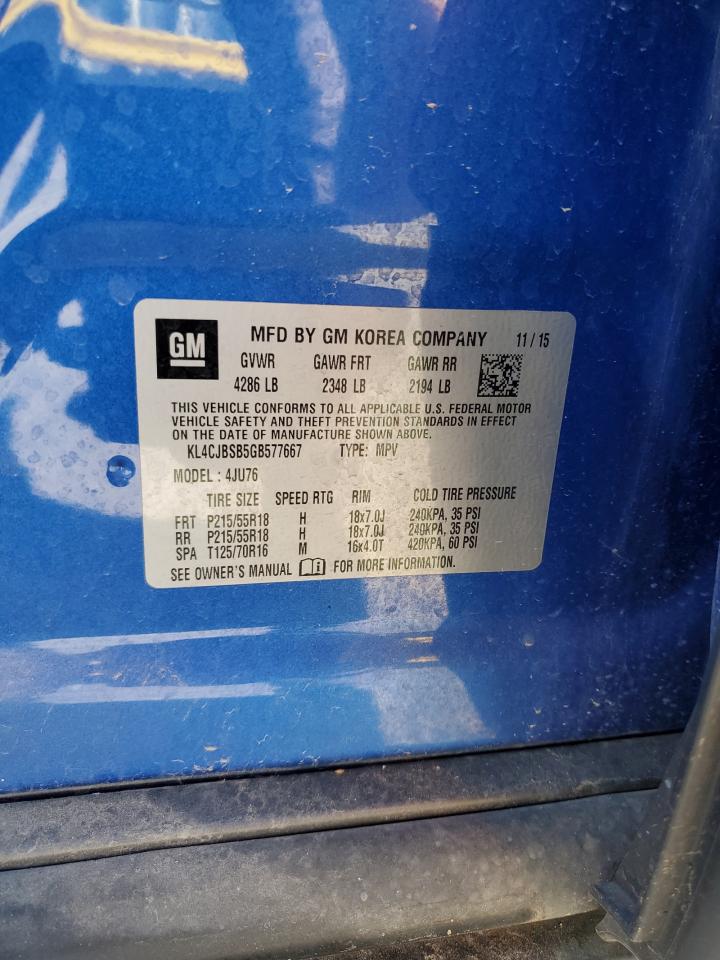 GM MFD BY GM KOREA COMPANY 11 / 15
GVWR GAWR FRT GAWR RR
4286 LB 2348 LB 2194 LB
THIS VEHICLE CONFORMS TO ALL APPLICABLE U.S. FEDERAL MOTOR
VEHICLE SAFETY AND THEFT PREVENTION STANDARDS IN EFFECT
ON THE DATE OF MANUFACTURE SHOWN ABOVE.
KL4CJBSB5GB577667 TYPE: MPV
MODEL : 4JU76
TIRE SIZE SPEED RTG RIM COLD TIRE PRESSURE
FRT P215/55R18 H 18x7.0J 240KPA, 35 PSI
RR P215/55R18 H 18x7.0J 240KPA, 35 PSI
SPA T125/70R16 M 16x4.0T 420KPA, 60 PSI
SEE OWNER'S MANUAL FOR MORE INFORMATION.